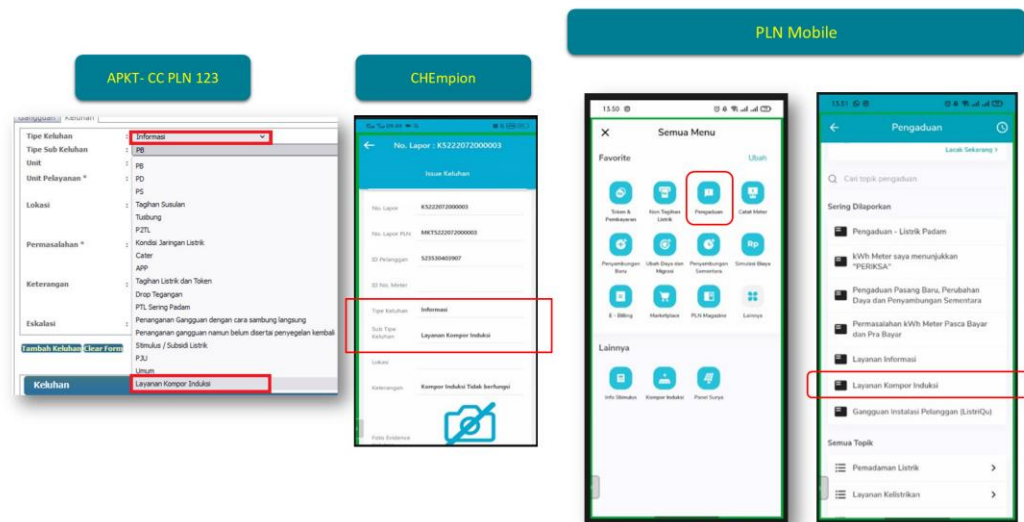 PLN Mobile
APKT- CC PLN 123
CHEmpion
Gangguan Keluhan
Tipe Keluhan : Informasi
Tipe Sub Keluhan : PB
Unit :
Unit Pelayanan * :
Lokasi :
Permasalahan * :
Keterangan :
Eskalasi :
PB
PD
PS
Tagihan Susulan
Tusbung
P2TL
Kondisi Jaringan Listrik
Cater
APP
Tagihan Listrik dan Token
Drop Tegangan
PTL Sering Padam
Penanganan Gangguan dengan cara sambung langsung
Penanganan gangguan namun belum disertai penyegelan kembali
Stimulus / Subsidi Listrik
PJU
Umum
Layanan Kompor Induksi
Tambah Keluhan Clear Form
Keluhan
No. Lapor : K5222072000003
Issue Keluhan
No. Lapor K5222072000003
No. Lapor PLN MKT5222072000003
ID Pelanggan 523530403907
ID No. Meter
Tipe Keluhan Informasi
Sub Tipe Keluhan Layanan Kompor Induksi
Lokasi
Keterangan Kompor Induksi Tidak berfungsi
Foto Evidence
13.50
Semua Menu
Favorite Ubah
Token & Pembayaran
Non Tagihan Listrik
Pengaduan
Catat Meter
Penyambungan Baru
Ubah Daya dan Migrasi
Penyambungan Sementara
Rp
Simulasi Biaya
E - Billing
Marketplace
PLN Magazine
Lainnya
Lainnya
Info Stimulus
Kompor Induksi
Panel Surya
13.51
Pengaduan
Lacak Sekarang >
Cari topik pengaduan
Sering Dilaporkan
Pengaduan - Listrik Padam
kWh Meter saya menunjukkan
"PERIKSA"
Pengaduan Pasang Baru, Perubahan
Daya dan Penyambungan Sementara
Permasalahan kWh Meter Pasca Bayar
dan Pra Bayar
Layanan Informasi
Layanan Kompor Induksi
Gangguan Instalasi Pelanggan (ListriQu)
Semua Topik
Pemadaman Listrik
Layanan Kelistrikan